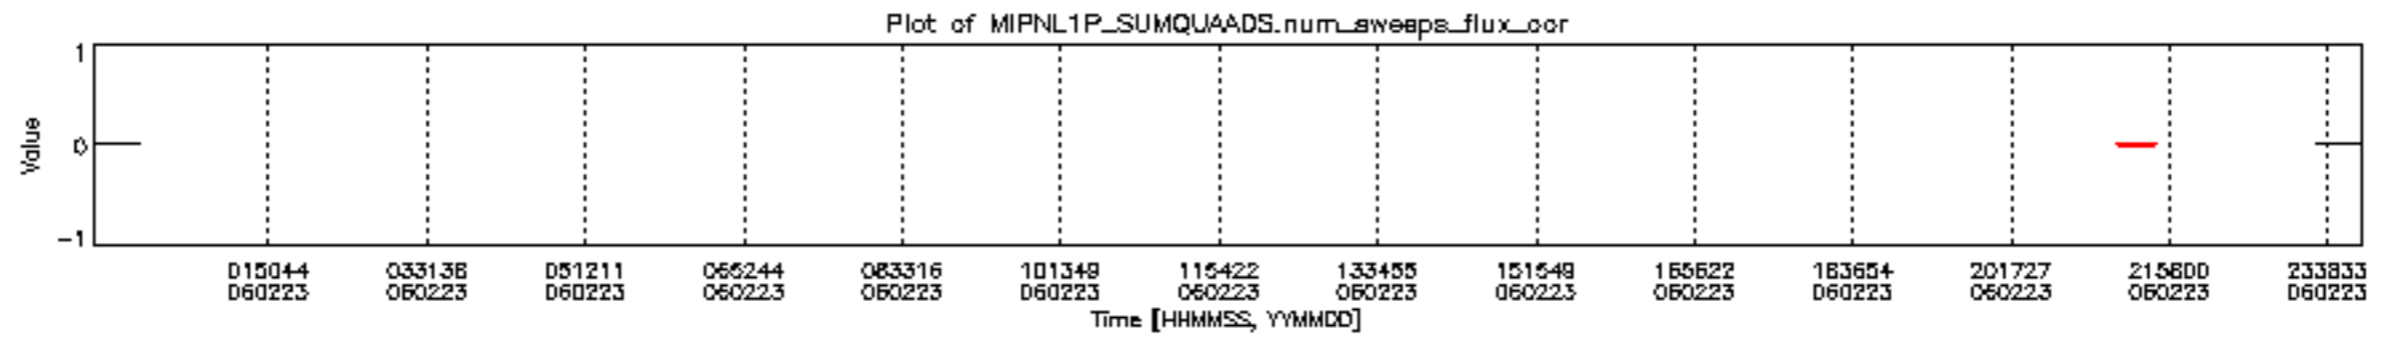 Plot of MIPNL1P_SUMQUAADS.num_sweeps_flux_cor
1
0
-1
Value
015044 033138 051211 065244 083316 101349 115422 133455 151549 165622 183654 201727 215800 233833
060223 060223 060223 060223 060223 060223 060223 060223 060223 060223 060223 060223 060223 060223
Time [HHMMSS, YYMMDD]